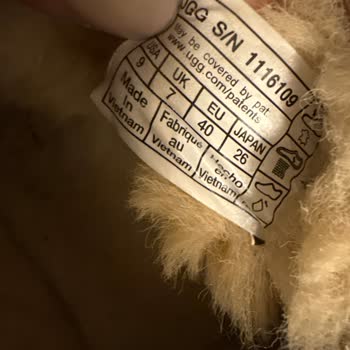 UGG S/N 1116109
May be covered by pat.
www.ugg.com/patents
USA UK EU JAPAN
9 7 40 26
Made in Vietnam
Fabriqué au Vietnam
Hecho en Vietnam